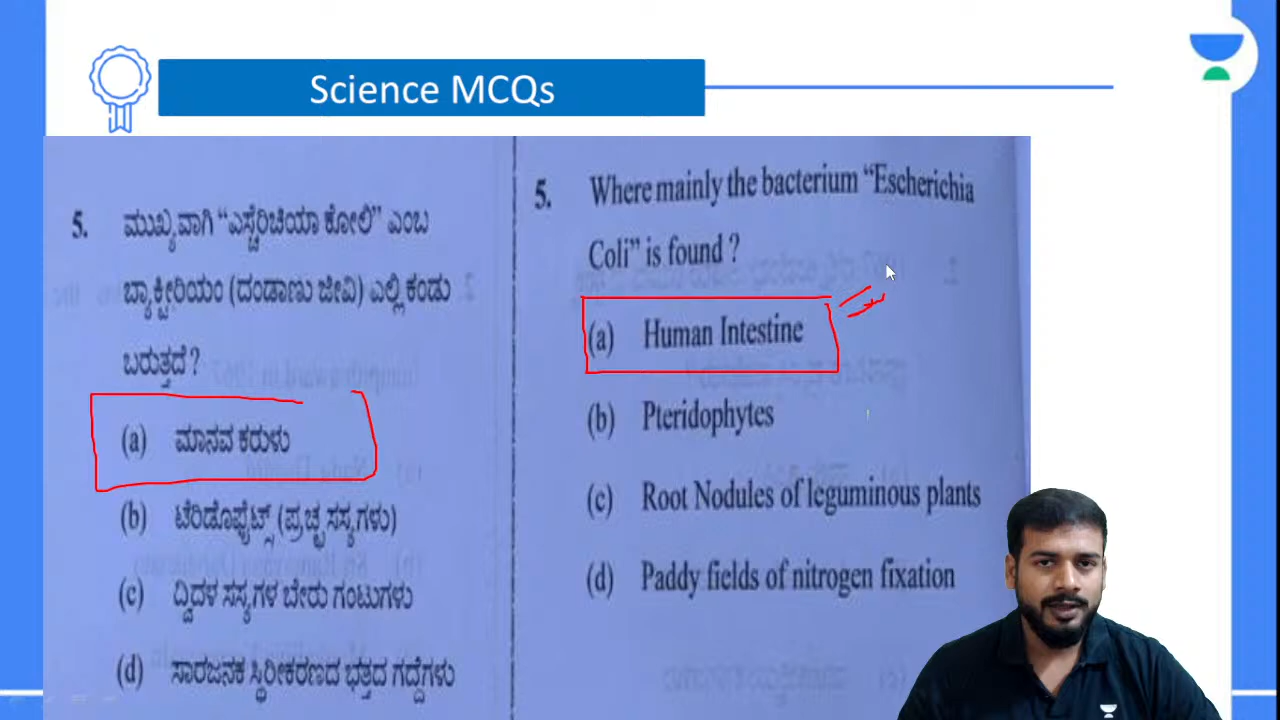 Science MCQs
5. ಮುಖ್ಯವಾಗಿ “ಎಸ್ಚೆರಿಚಿಯಾ ಕೋಲಿ” ಎಂಬ
ಬ್ಯಾಕ್ಟೀರಿಯಂ (ದಂಡಾಣು ಜೀವಿ) ಎಲ್ಲಿ ಕಂಡು
ಬರುತ್ತದೆ?
(a) ಮಾನವ ಕರುಳು
(b) ಟೆರಿಡೊಫೈಟ್ಸ್ (ಪ್ರಚ್ಛ ಸಸ್ಯಗಳು)
(c) ದ್ವಿದಳ ಸಸ್ಯಗಳ ಬೇರು ಗಂಟುಗಳು
(d) ಸಾರಜನಕ ಸ್ಥಿರೀಕರಣದ ಭತ್ತದ ಗದ್ದೆಗಳು
5. Where mainly the bacterium “Escherichia
Coli” is found ?
(a) Human Intestine
(b) Pteridophytes
(c) Root Nodules of leguminous plants
(d) Paddy fields of nitrogen fixation